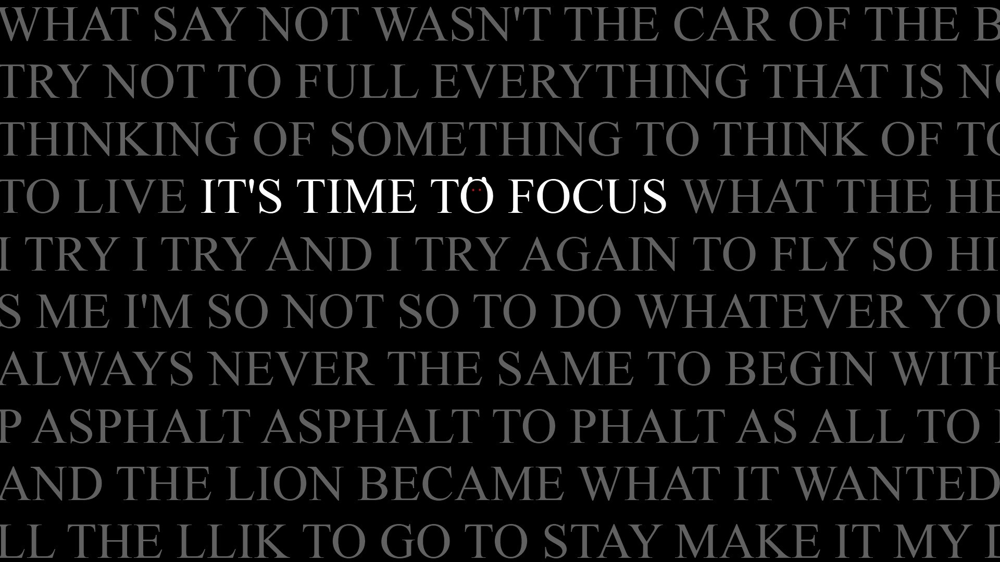 WHAT SAY NOT WASN'T THE CAR OF THE B
TRY NOT TO FULL EVERYTHING THAT IS NO
THINKING OF SOMETHING TO THINK OF TO
TO LIVE IT'S TIME TO FOCUS WHAT THE HE
I TRY I TRY AND I TRY AGAIN TO FLY SO HI
S ME I'M SO NOT SO TO DO WHATEVER YOU
ALWAYS NEVER THE SAME TO BEGIN WITH
P ASPHALT ASPHALT TO PHALT AS ALL TO
AND THE LION BECAME WHAT IT WANTED
LL THE LLIK TO GO TO STAY MAKE IT MY